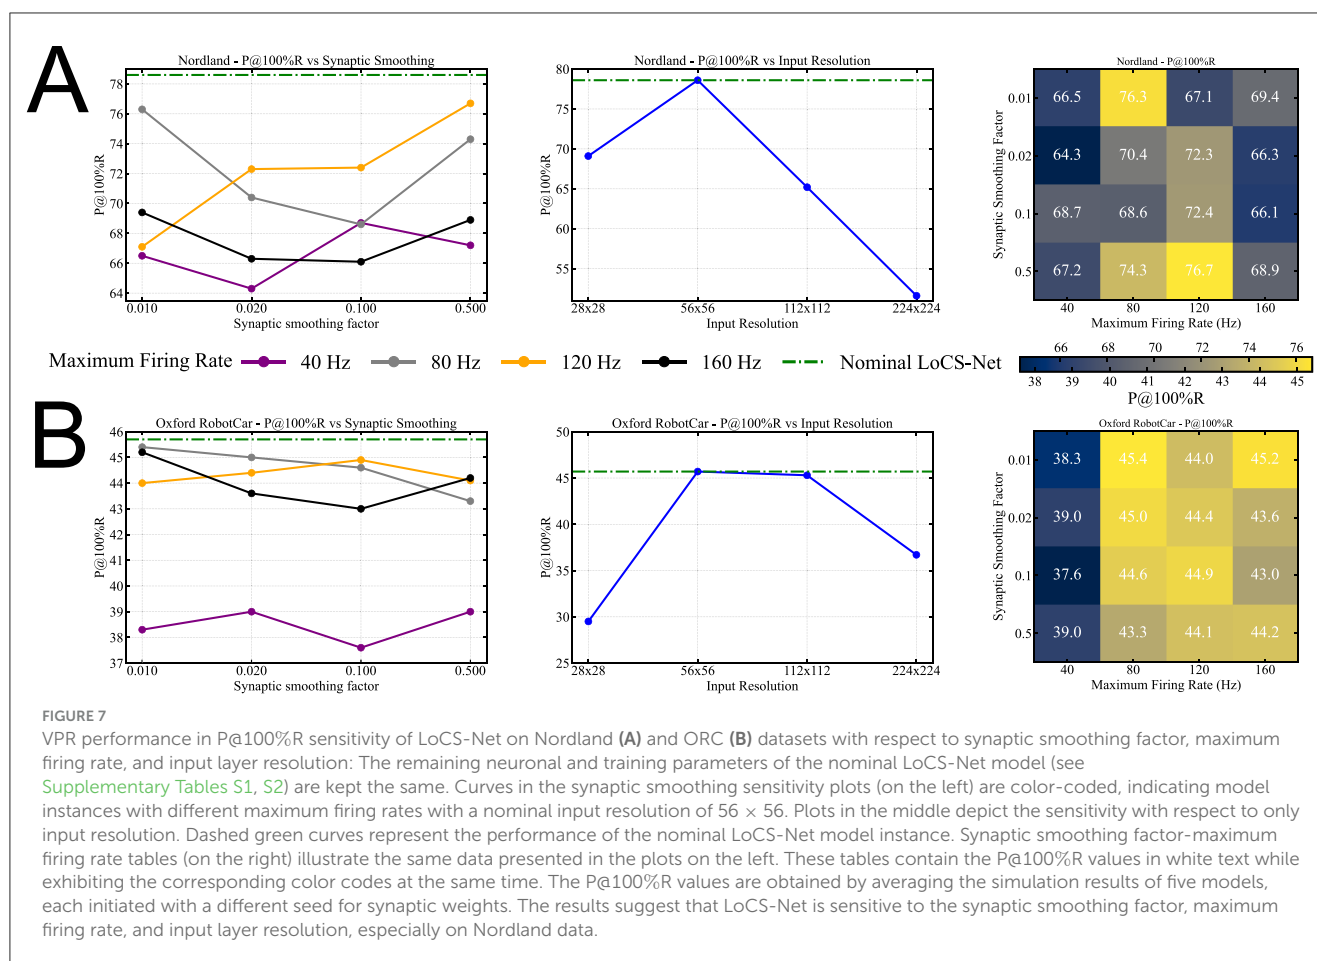 A
Nordland - P@100%R vs Synaptic Smoothing
78
76
74
72
70
68
66
64
P@100%R
0.010 0.020 0.100 0.500
Synaptic smoothing factor
Nordland - P@100%R vs Input Resolution
80
75
70
65
60
55
P@100%R
28x28 56x56 112x112 224x224
Input Resolution
Nordland - P@100%R
Synaptic Smoothing Factor
0.01 66.5 76.3 67.1 69.4
0.02 64.3 70.4 72.3 66.3
0.1 68.7 68.6 72.4 66.1
0.5 67.2 74.3 76.7 68.9
40 80 120 160
Maximum Firing Rate (Hz)
Maximum Firing Rate 40 Hz 80 Hz 120 Hz 160 Hz Nominal LoCS-Net
66 70 72 74 76
38 39 40 41 42 43 44 45
P@100%R
B
Oxford RobotCar - P@100%R vs Synaptic Smoothing
46
45
44
43
42
41
40
39
38
37
P@100%R
0.010 0.020 0.100 0.500
Synaptic smoothing factor
Oxford RobotCar - P@100%R vs Input Resolution
50
45
40
35
30
25
P@100%R
28x28 56x56 112x112 224x224
Input Resolution
Oxford RobotCar - P@100%R
Synaptic Smoothing Factor
0.01 38.3 45.4 44.0 45.2
0.02 39.0 45.0 44.4 43.6
0.1 37.6 44.6 44.9 43.0
0.5 39.0 43.3 44.1 44.2
40 80 120 160
Maximum Firing Rate (Hz)
FIGURE 7
VPR performance in P@100%R sensitivity of LoCS-Net on Nordland (A) and ORC (B) datasets with respect to synaptic smoothing factor, maximum
firing rate, and input layer resolution: The remaining neuronal and training parameters of the nominal LoCS-Net model (see
Supplementary Tables S1, S2) are kept the same. Curves in the synaptic smoothing sensitivity plots (on the left) are color-coded, indicating model
instances with different maximum firing rates with a nominal input resolution of 56 × 56. Plots in the middle depict the sensitivity with respect to only
input resolution. Dashed green curves represent the performance of the nominal LoCS-Net model instance. Synaptic smoothing factor-maximum
firing rate tables (on the right) illustrate the same data presented in the plots on the left. These tables contain the P@100%R values in white text while
exhibiting the corresponding color codes at the same time. The P@100%R values are obtained by averaging the simulation results of five models,
each initiated with a different seed for synaptic weights. The results suggest that LoCS-Net is sensitive to the synaptic smoothing factor, maximum
firing rate, and input layer resolution, especially on Nordland data.